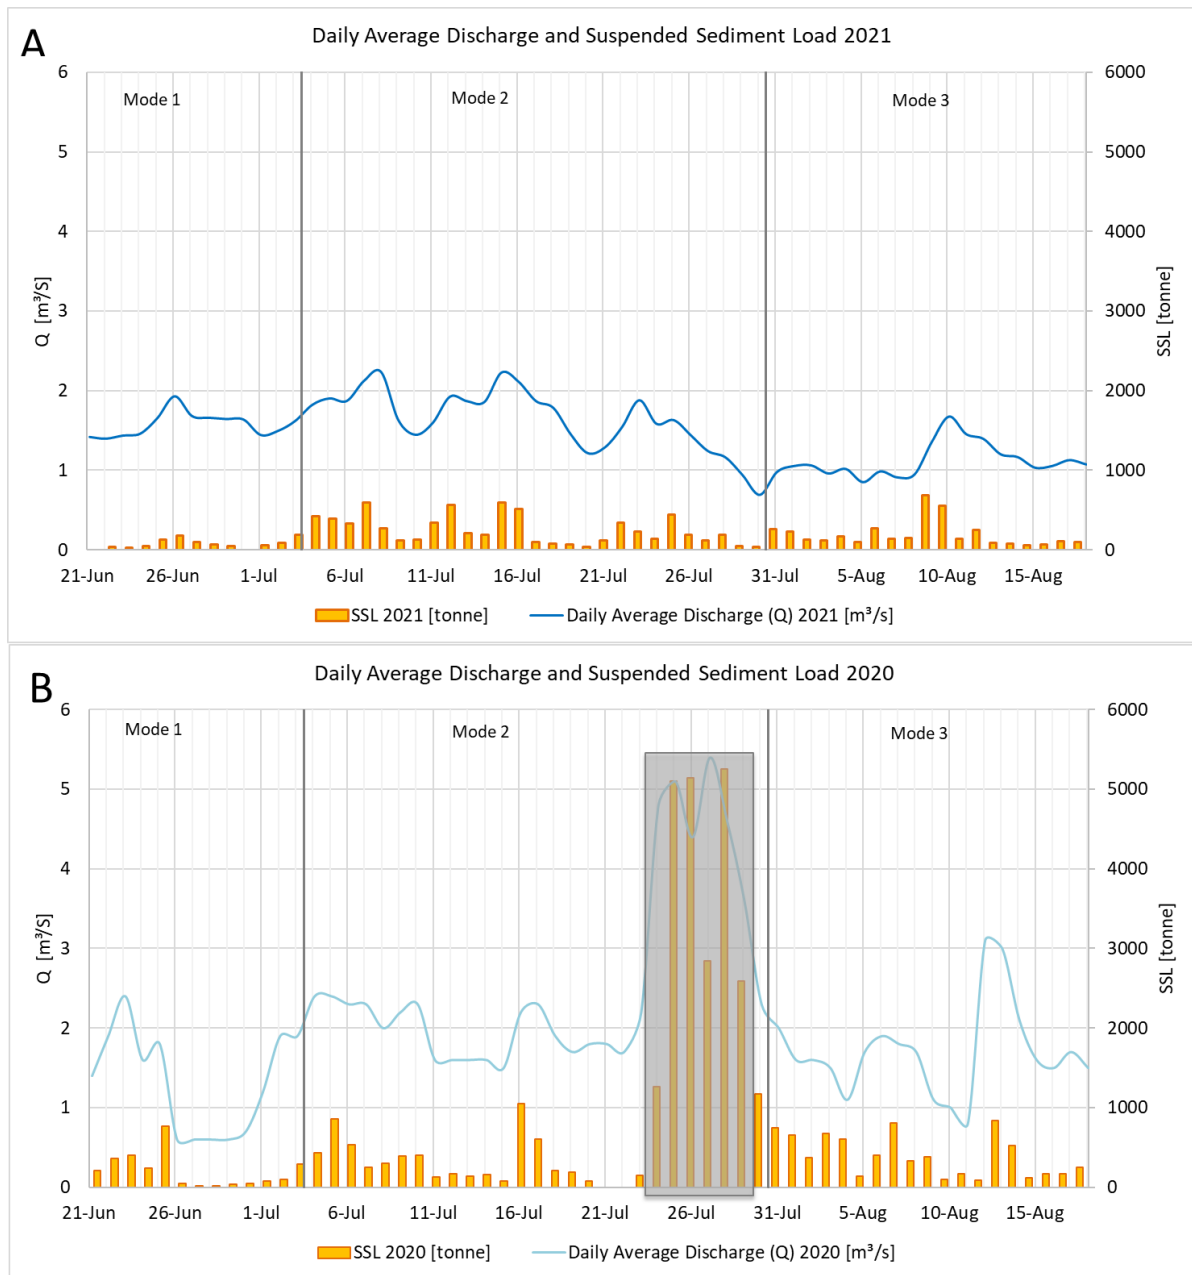 A
Daily Average Discharge and Suspended Sediment Load 2021
Mode 1
Mode 2
Mode 3
6
5
4
3
2
1
0
Q [m³/S]
6000
5000
4000
3000
2000
1000
0
SSL [tonne]
21-Jun 26-Jun 1-Jul 6-Jul 11-Jul 16-Jul 21-Jul 26-Jul 31-Jul 5-Aug 10-Aug 15-Aug
SSL 2021 [tonne] Daily Average Discharge (Q) 2021 [m³/s]
B
Daily Average Discharge and Suspended Sediment Load 2020
Mode 1
Mode 2
Mode 3
6
5
4
3
2
1
0
Q [m³/S]
6000
5000
4000
3000
2000
1000
0
SSL [tonne]
21-Jun 26-Jun 1-Jul 6-Jul 11-Jul 16-Jul 21-Jul 26-Jul 31-Jul 5-Aug 10-Aug 15-Aug
SSL 2020 [tonne] Daily Average Discharge (Q) 2020 [m³/s]